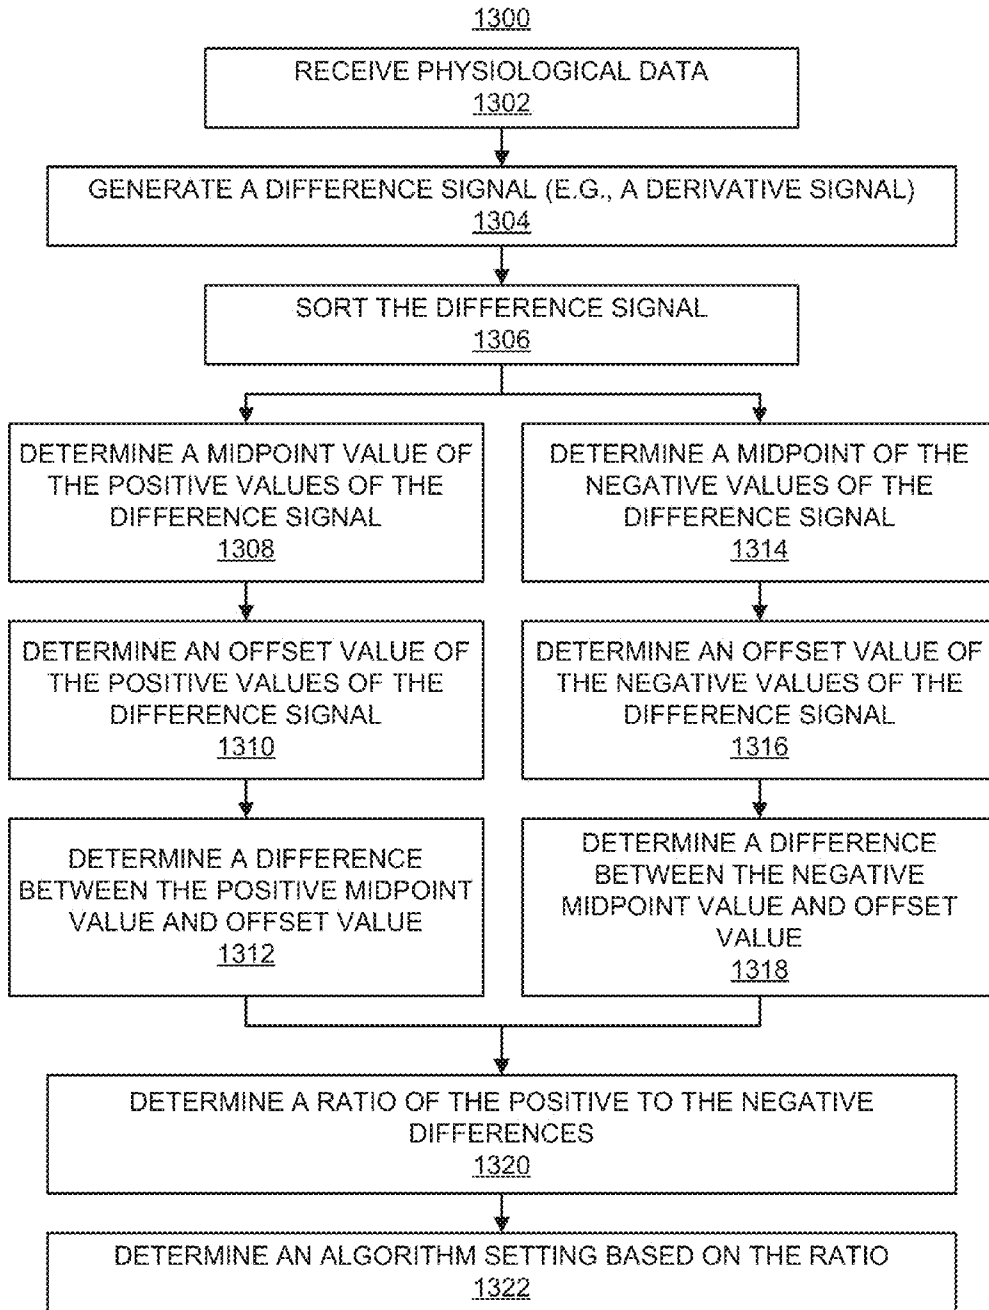 1300
RECEIVE PHYSIOLOGICAL DATA
1302
GENERATE A DIFFERENCE SIGNAL (E.G., A DERIVATIVE SIGNAL)
1304
SORT THE DIFFERENCE SIGNAL
1306
DETERMINE A MIDPOINT VALUE OF
THE POSITIVE VALUES OF THE
DIFFERENCE SIGNAL
1308
DETERMINE A MIDPOINT OF THE
NEGATIVE VALUES OF THE
DIFFERENCE SIGNAL
1314
DETERMINE AN OFFSET VALUE OF
THE POSITIVE VALUES OF THE
DIFFERENCE SIGNAL
1310
DETERMINE AN OFFSET VALUE OF
THE NEGATIVE VALUES OF THE
DIFFERENCE SIGNAL
1316
DETERMINE A DIFFERENCE
BETWEEN THE POSITIVE MIDPOINT
VALUE AND OFFSET VALUE
1312
DETERMINE A DIFFERENCE
BETWEEN THE NEGATIVE
MIDPOINT VALUE AND OFFSET
VALUE
1318
DETERMINE A RATIO OF THE POSITIVE TO THE NEGATIVE
DIFFERENCES
1320
DETERMINE AN ALGORITHM SETTING BASED ON THE RATIO
1322